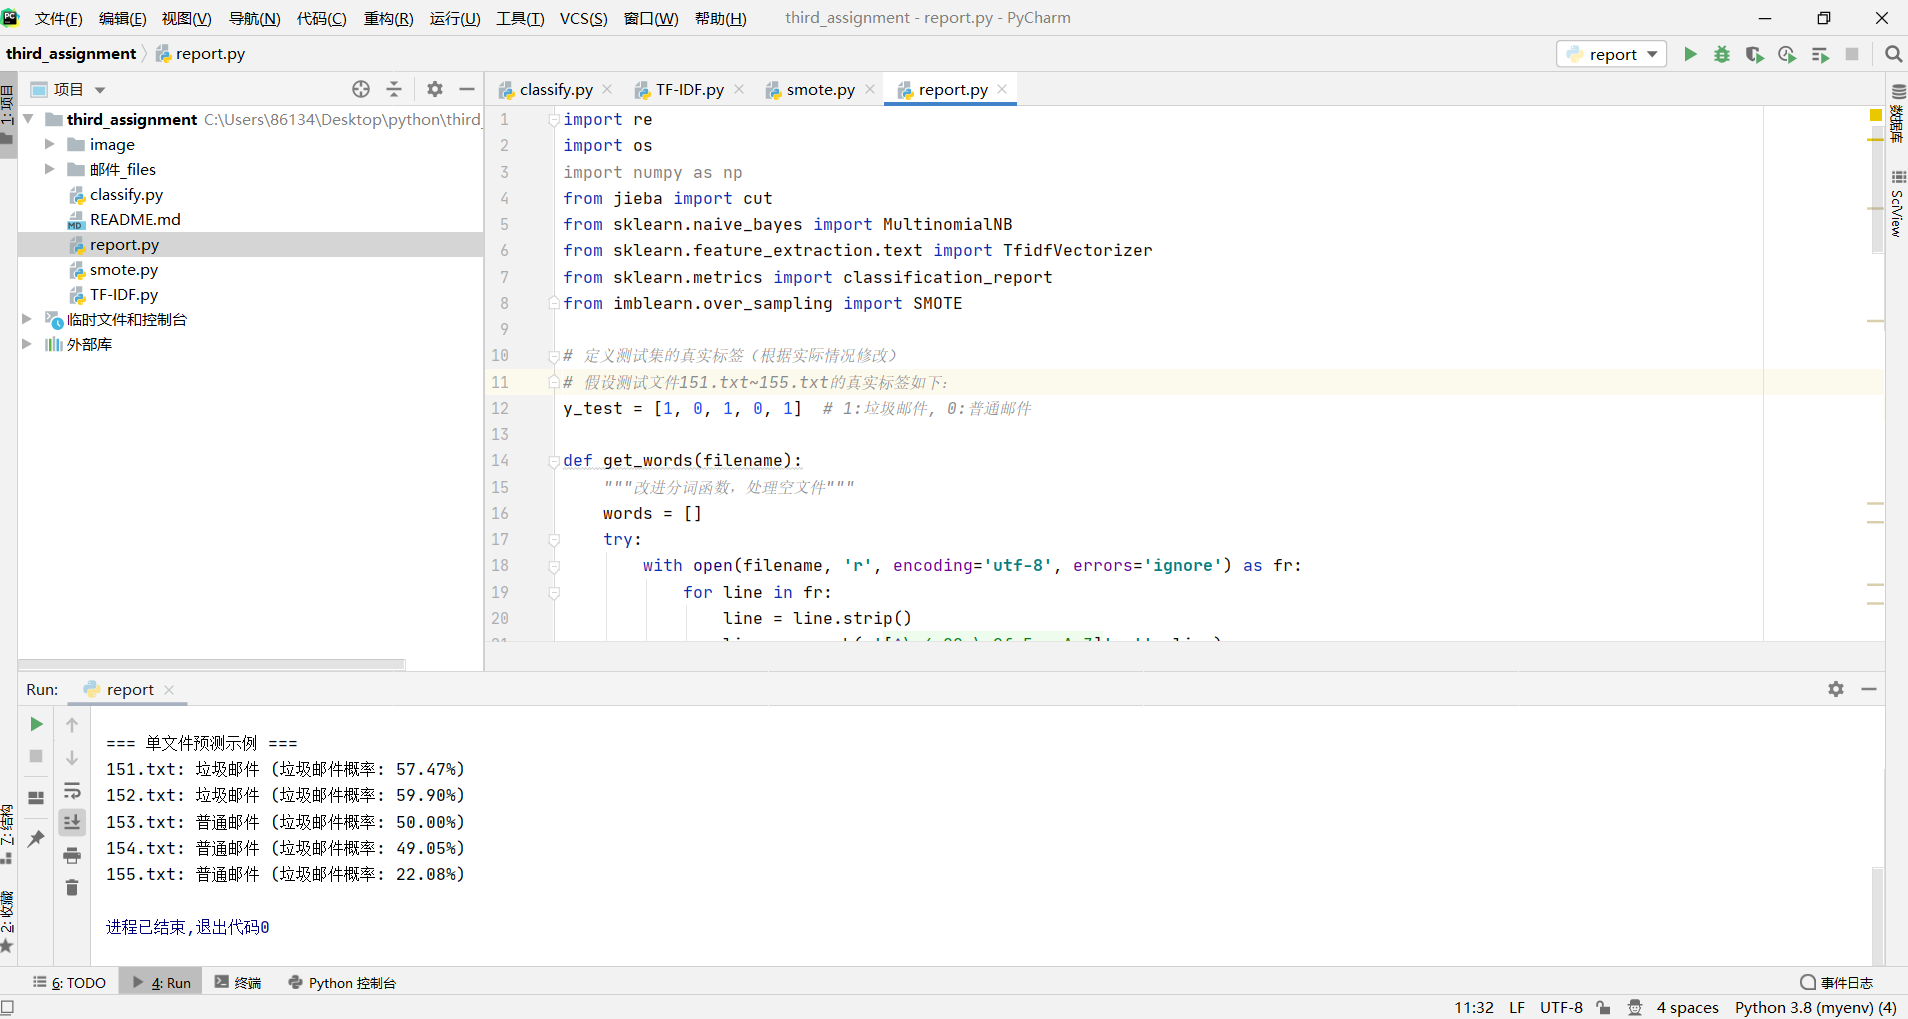 文件(F) 编辑(E) 视图(V) 导航(N) 代码(C) 重构(R) 运行(U) 工具(T) VCS(S) 窗口(W) 帮助(H) third_assignment - report.py - PyCharm
third_assignment report.py report
1:项目
项目
classify.py TF-IDF.py smote.py report.py
third_assignment C:\Users\86134\Desktop\python\third_
image
邮件_files
classify.py
README.md
report.py
smote.py
TF-IDF.py
临时文件和控制台
外部库
1 import re
2 import os
3 import numpy as np
4 from jieba import cut
5 from sklearn.naive_bayes import MultinomialNB
6 from sklearn.feature_extraction.text import TfidfVectorizer
7 from sklearn.metrics import classification_report
8 from imblearn.over_sampling import SMOTE
9
10 # 定义测试集的真实标签（根据实际情况修改）
11 # 假设测试文件151.txt~155.txt的真实标签如下：
12 y_test = [1, 0, 1, 0, 1]  # 1:垃圾邮件, 0:普通邮件
13
14 def get_words(filename):
15 """改进分词函数，处理空文件"""
16 words = []
17 try:
18 with open(filename, 'r', encoding='utf-8', errors='ignore') as fr:
19 for line in fr:
20 line = line.strip()
数据库
SciView
Run: report
=== 单文件预测示例 ===
151.txt: 垃圾邮件 (垃圾邮件概率: 57.47%)
152.txt: 垃圾邮件 (垃圾邮件概率: 59.90%)
153.txt: 普通邮件 (垃圾邮件概率: 50.00%)
154.txt: 普通邮件 (垃圾邮件概率: 49.05%)
155.txt: 普通邮件 (垃圾邮件概率: 22.08%)
进程已结束,退出代码0
Z: 结构
2: 收藏
6: TODO 4: Run 终端 Python 控制台 事件日志
11:32 LF UTF-8 4 spaces Python 3.8 (myenv) (4)